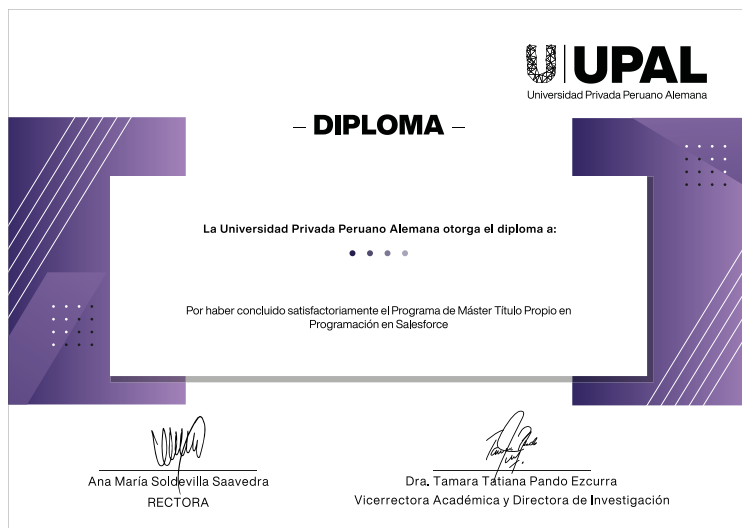 UPAL
Universidad Privada Peruano Alemana
– DIPLOMA –
La Universidad Privada Peruano Alemana otorga el diploma a:
Por haber concluido satisfactoriamente el Programa de Máster Título Propio en
Programación en Salesforce
Ana María Soldevilla Saavedra
RECTORA
Dra. Tamara Tatiana Pando Ezcurra
Vicerrectora Académica y Directora de Investigación